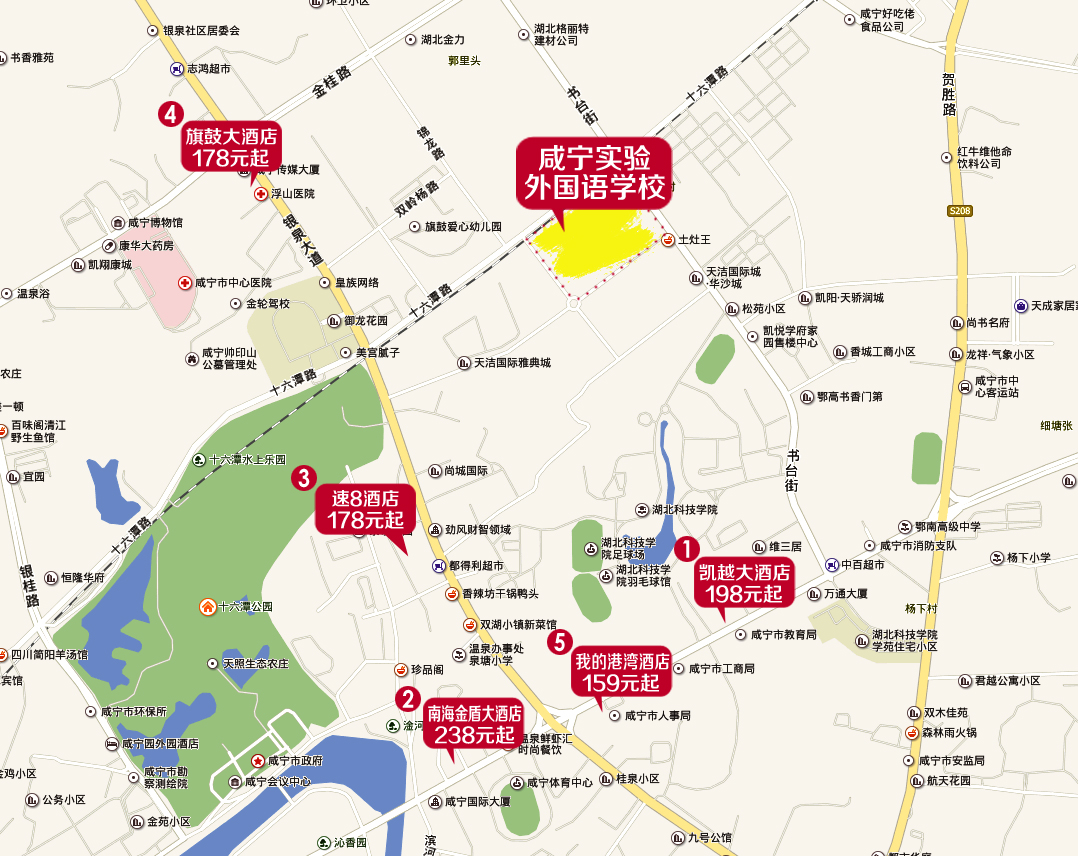 环卫小区
银泉社区居委会
湖北金力
湖北格丽特
建材公司
咸宁好吃佬
食品公司
书香雅苑
志鸿超市
郭里头
金桂路
书台街
十六潭路
贺胜路
4
旗鼓大酒店
178元起
锦龙路
咸宁实验
外国语学校
村
红牛维他命
饮料公司
传媒大厦
浮山医院
双岭杨路
S208
咸宁博物馆
银泉大道
旗鼓爱心幼儿园
土灶王
康华大药房
凯翔康城
咸宁市中心医院
皇族网络
天洁国际城
·华沙城
温泉浴
金轮驾校
十六潭路
松苑小区
凯阳·天骄润城
天成家居
御龙花园
尚书名府
凯悦学府家
园售楼中心
咸宁帅印山
公墓管理处
美宫腻子
天洁国际雅典城
香城工商小区
龙祥·气象小区
农庄
十六潭路
咸宁市中
心客运站
一顿
鄂高书香门第
百味阁清江
野生鱼馆
细塘张
十六潭水上乐园
尚城国际
书台街
宜园
3
速8酒店
178元起
湖北科技学院
十六潭路
劲风财智领域
鄂南高级中学
湖北科技学
院足球场
1
维三居
咸宁市消防支队
杨下小学
银桂路
恒隆华府
都得利超市
湖北科技学
院羽毛球馆
凯越大酒店
198元起
中百超市
香辣坊干锅鸭头
万通大厦
十六潭公园
杨下村
双湖小镇新菜馆
5
咸宁市教育局
湖北科技学院
学苑住宅小区
四川简阳羊汤馆
天照生态农庄
温泉办事处
泉塘小学
我的港湾酒店
159元起
咸宁市工商局
宾馆
珍品阁
君越公寓小区
2
南海金盾大酒店
238元起
咸宁市环保所
淦河
咸宁市人事局
双木佳苑
森林雨火锅
咸宁园外园酒店
温泉鲜虾汇
时尚餐饮
咸宁市政府
咸宁市安监局
金鸡小区
咸宁市勘
察测绘院
咸宁会议中心
咸宁体育中心
桂泉小区
航天花园
公务小区
咸宁国际大厦
金苑小区
沁香园
滨河
九号公馆